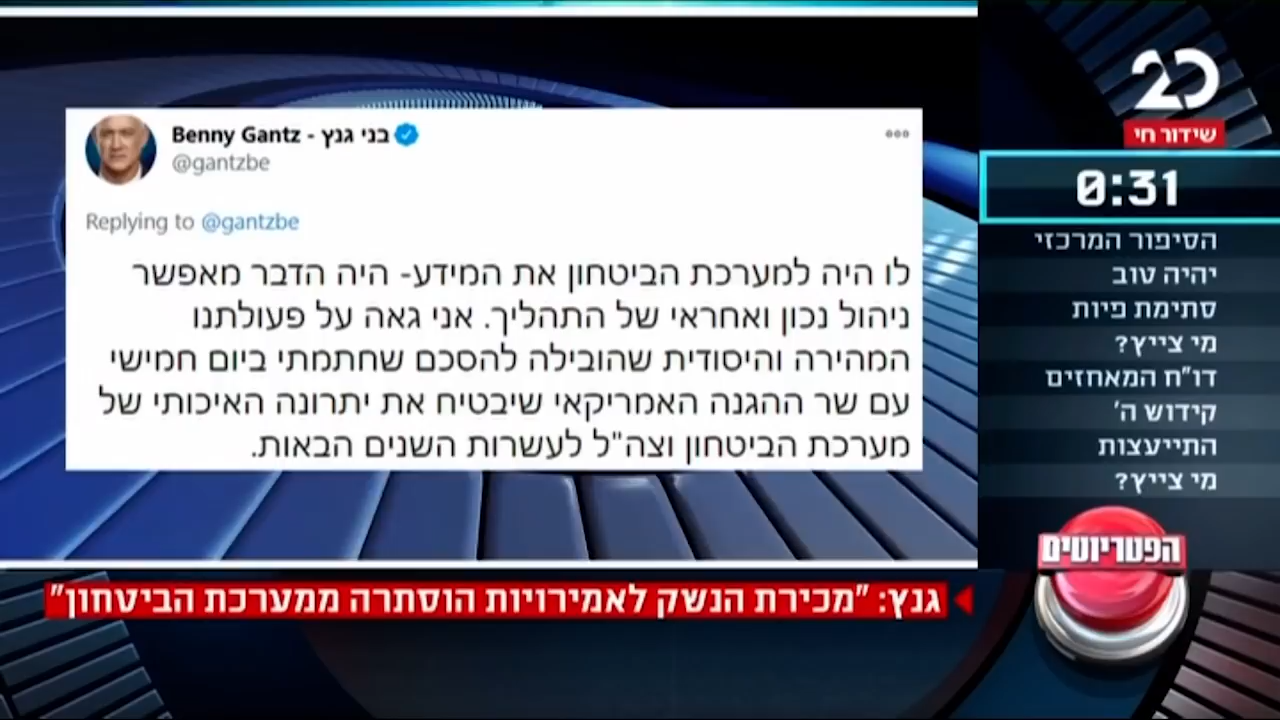 Benny Gantz - בני גנץ
@gantzbe
Replying to @gantzbe
לו היה למערכת הביטחון את המידע- היה הדבר מאפשר
ניהול נכון ואחראי של התהליך. אני גאה על פעולתנו
המהירה והיסודית שהובילה להסכם שחתמתי ביום חמישי
עם שר ההגנה האמריקאי שיבטיח את יתרונה האיכותי של
מערכת הביטחון וצה"ל לעשרות השנים הבאות.
20
שידור חי
0:31
הסיפור המרכזי
יהיה טוב
סתימת פיות
מי צייץ?
דו"ח המאחזים
קידוש ה'
התייעצות
מי צייץ?
הפטריוטים
גנץ: "מכירת הנשק לאמירויות הוסתרה ממערכת הביטחון"